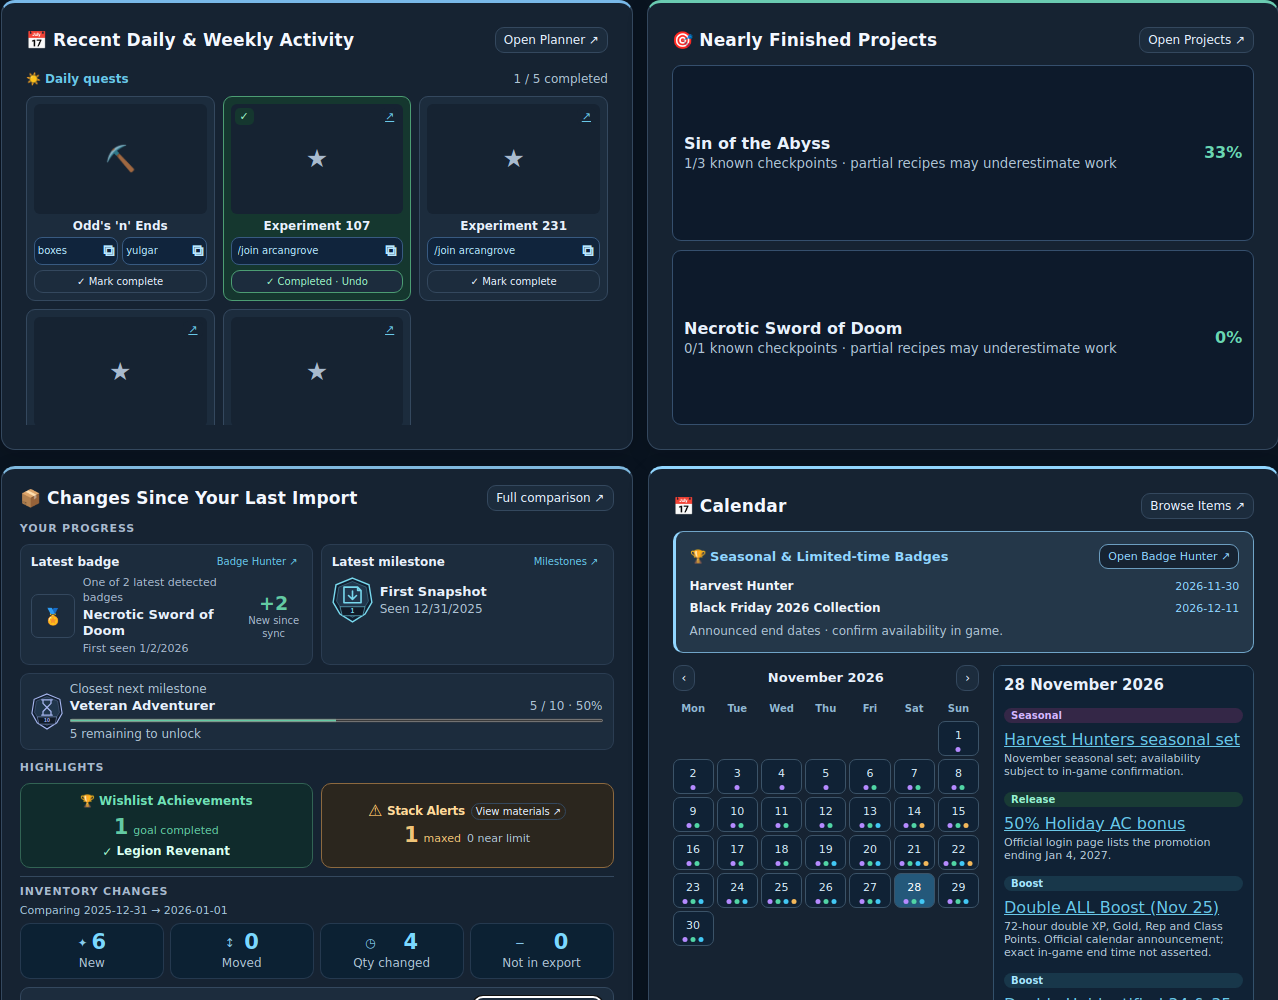 Recent Daily & Weekly Activity
Open Planner ↗
Daily quests
1 / 5 completed
Odd's 'n' Ends
boxes
yulgar
✓ Mark complete
✓
Experiment 107
/join arcangrove
✓ Completed · Undo
Experiment 231
/join arcangrove
✓ Mark complete
Nearly Finished Projects
Open Projects ↗
Sin of the Abyss
1/3 known checkpoints · partial recipes may underestimate work
33%
Necrotic Sword of Doom
0/1 known checkpoints · partial recipes may underestimate work
0%
Changes Since Your Last Import
Full comparison ↗
YOUR PROGRESS
Latest badge
Badge Hunter ↗
One of 2 latest detected
badges
Necrotic Sword of
Doom
First seen 1/2/2026
+2
New since
sync
Latest milestone
Milestones ↗
1
First Snapshot
Seen 12/31/2025
10
Closest next milestone
Veteran Adventurer
5 / 10 · 50%
5 remaining to unlock
HIGHLIGHTS
Wishlist Achievements
1 goal completed
✓ Legion Revenant
Stack Alerts
View materials ↗
1 maxed 0 near limit
INVENTORY CHANGES
Comparing 2025-12-31 → 2026-01-01
6
New
0
Moved
4
Qty changed
0
Not in export
Calendar
Browse Items ↗
Seasonal & Limited-time Badges
Open Badge Hunter ↗
Harvest Hunter
2026-11-30
Black Friday 2026 Collection
2026-12-11
Announced end dates · confirm availability in game.
‹ November 2026 ›
Mon Tue Wed Thu Fri Sat Sun
1
2 3 4 5 6 7 8
9 10 11 12 13 14 15
16 17 18 19 20 21 22
23 24 25 26 27 28 29
30
28 November 2026
Seasonal
Harvest Hunters seasonal set
November seasonal set; availability
subject to in-game confirmation.
Release
50% Holiday AC bonus
Official login page lists the promotion
ending Jan 4, 2027.
Boost
Double ALL Boost (Nov 25)
72-hour double XP, Gold, Rep and Class
Points. Official calendar announcement;
exact in-game end time not asserted.
Boost